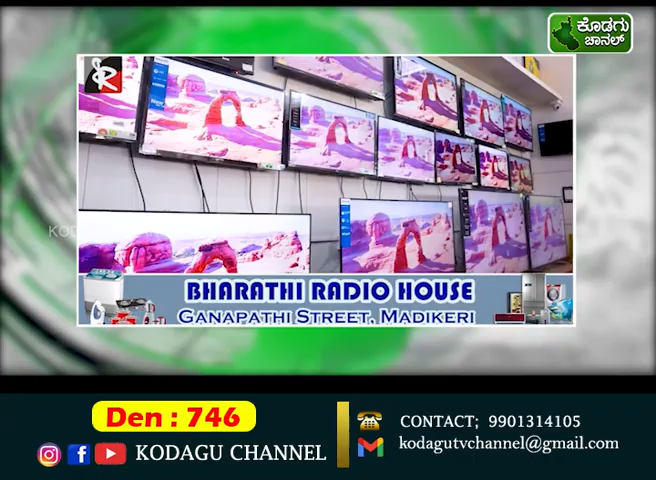 ಕೊಡಗು
ಚಾನಲ್
BHARATHI RADIO HOUSE
GANAPATHI STREET, MADIKERI
Den : 746
KODAGU CHANNEL
CONTACT; 9901314105
kodagutvchannel@gmail.com